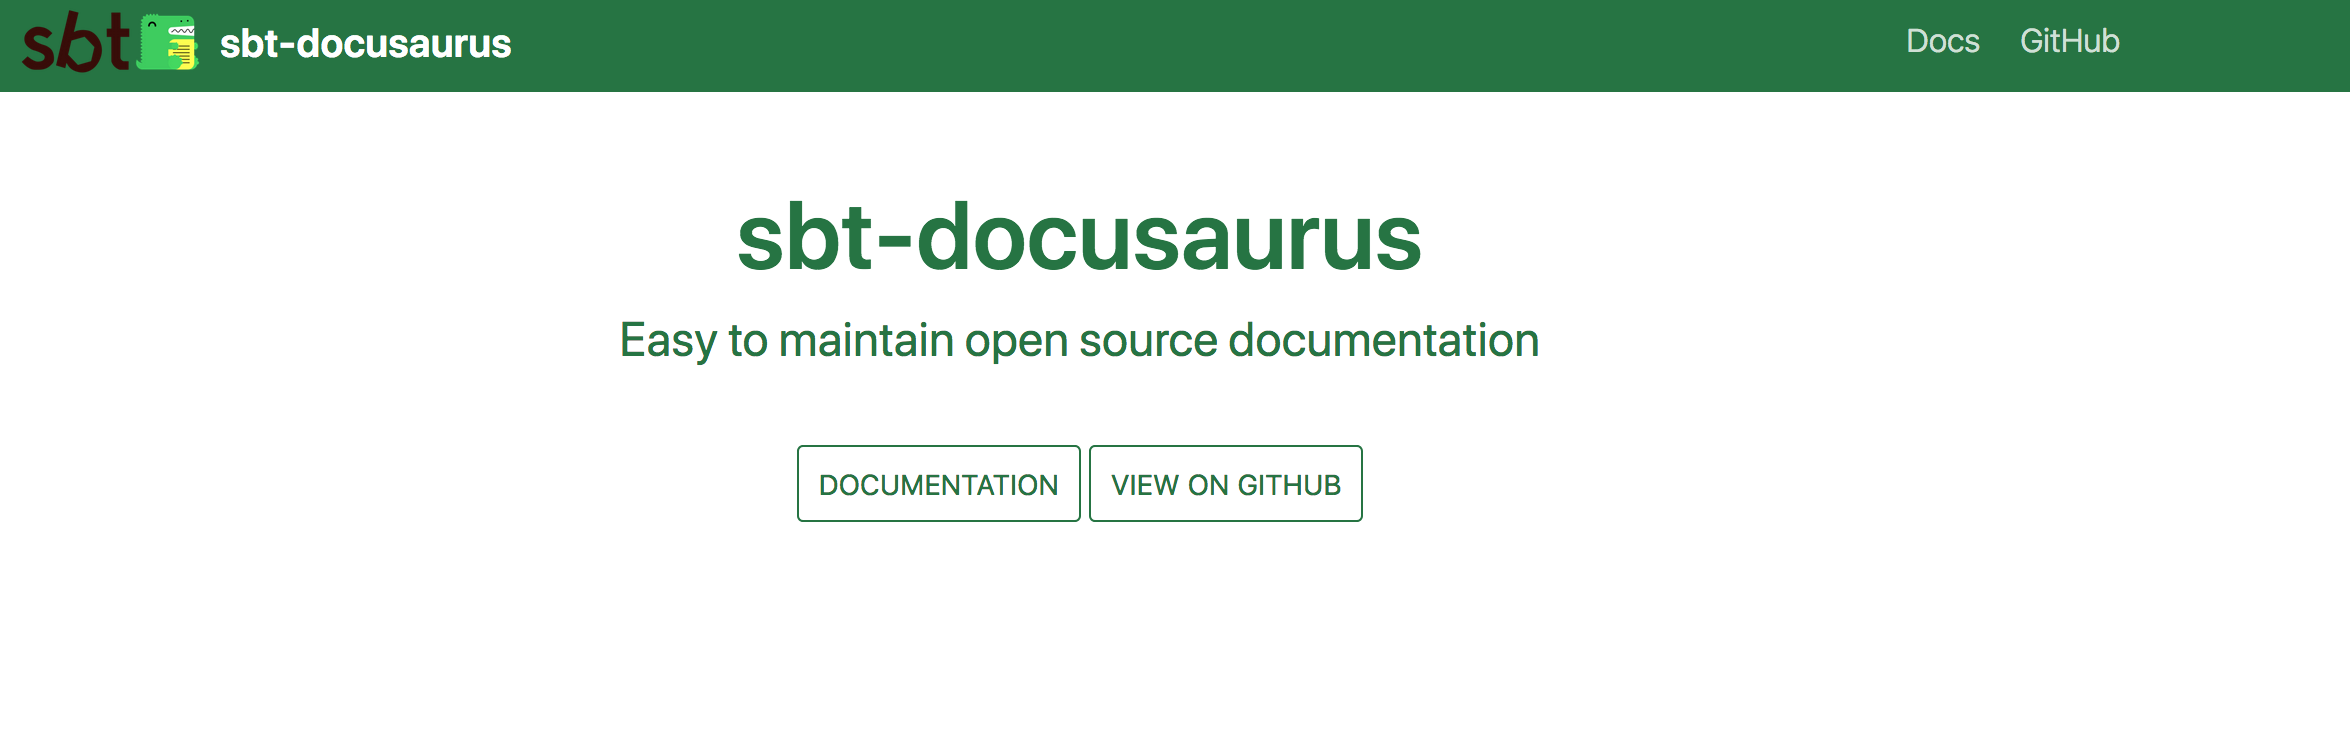 sbt sbt-docusaurus Docs GitHub
sbt-docusaurus
Easy to maintain open source documentation
DOCUMENTATION VIEW ON GITHUB